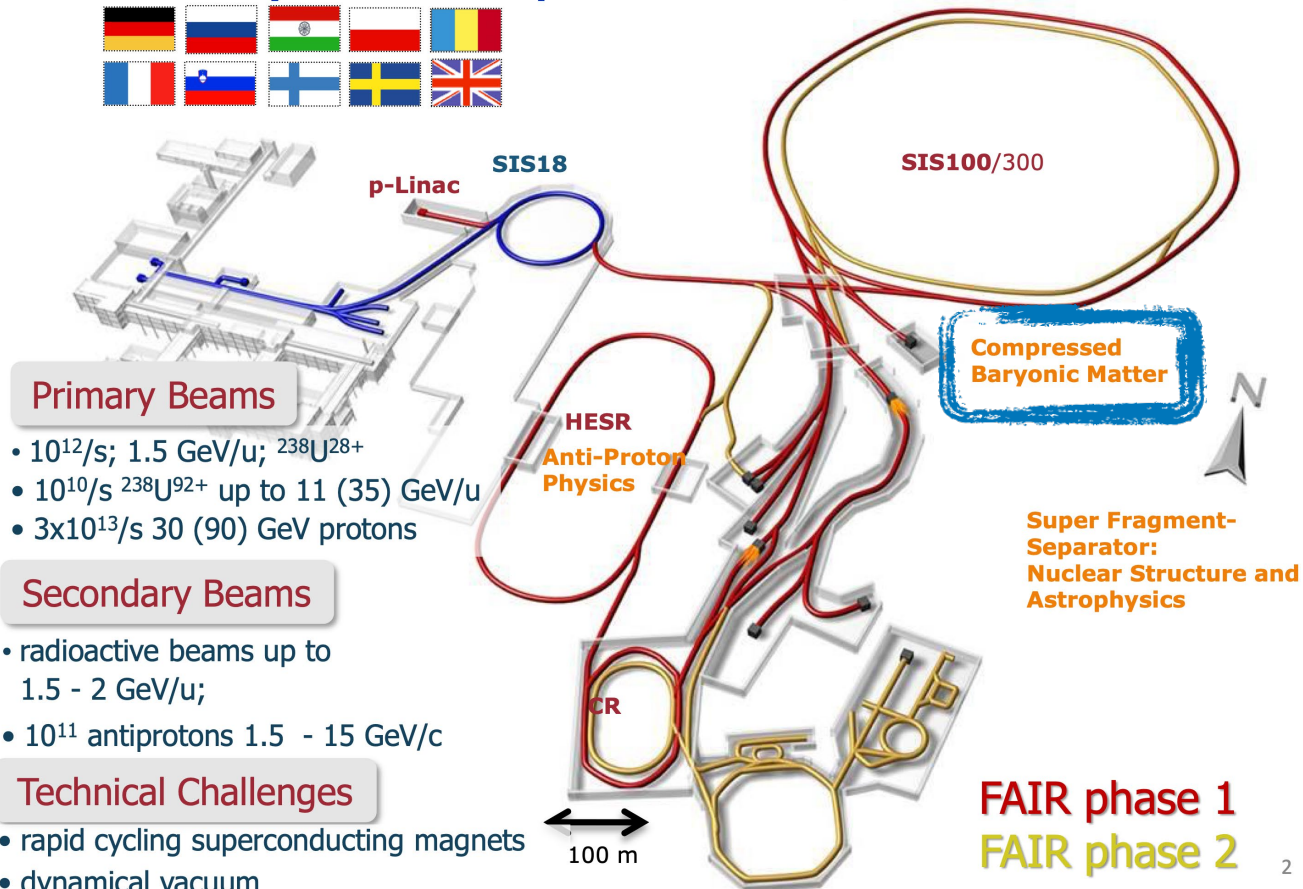 SIS18
p-Linac
SIS100/300
Compressed
Baryonic Matter
N
Primary Beams
• 10¹²/s; 1.5 GeV/u; ²³⁸U²⁸⁺
• 10¹⁰/s ²³⁸U⁹²⁺ up to 11 (35) GeV/u
• 3x10¹³/s 30 (90) GeV protons
HESR
Anti-Proton
Physics
Super Fragment-
Separator:
Nuclear Structure and
Astrophysics
Secondary Beams
• radioactive beams up to
1.5 - 2 GeV/u;
• 10¹¹ antiprotons 1.5 - 15 GeV/c
CR
Technical Challenges
• rapid cycling superconducting magnets
• dynamical vacuum
100 m
FAIR phase 1
FAIR phase 2
2